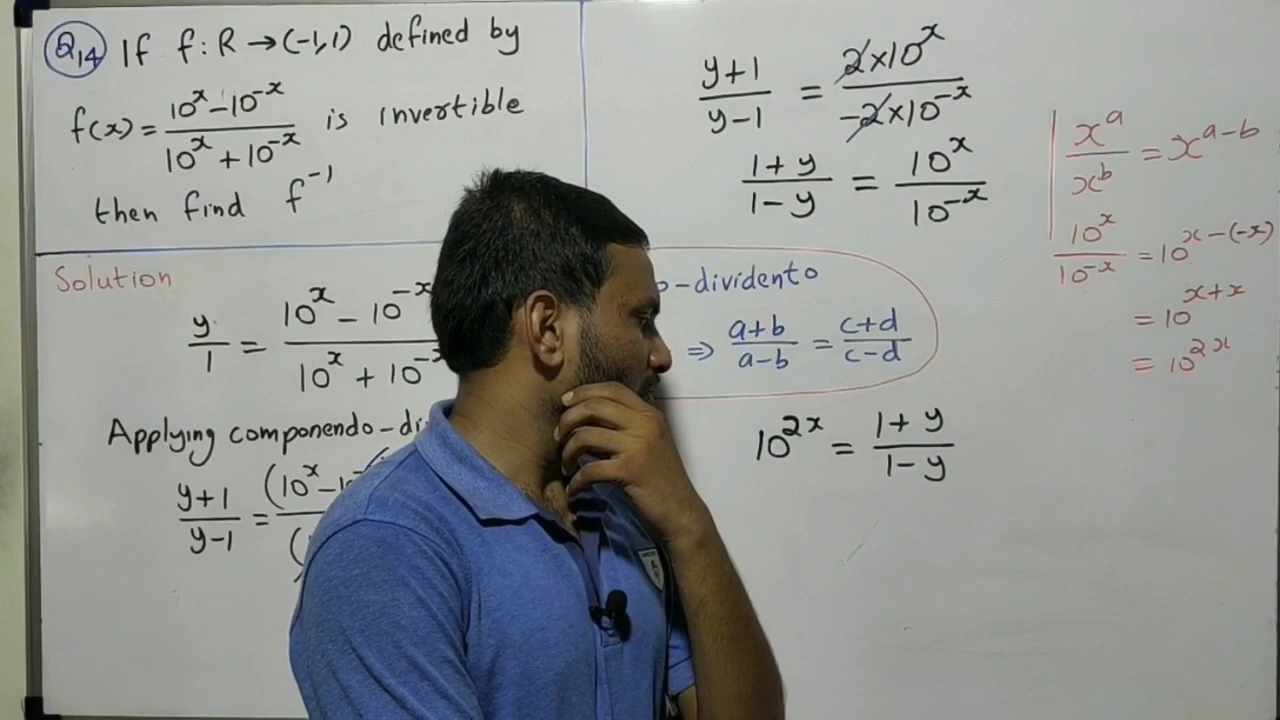 Q14 If f: R → (-1,1) defined by
f(x) = (10^x - 10^-x) / (10^x + 10^-x) is invertible
then find f^-1
Solution
y/1 = (10^x - 10^-x) / (10^x + 10^-x)
Applying componendo-di
(y+1)/(y-1) = (10^x - 1
(y+1)/(y-1) = (2×10^x) / (-2×10^-x)
(1+y)/(1-y) = 10^x / 10^-x
-dividento
⇒ (a+b)/(a-b) = (c+d)/(c-d)
10^2x = (1+y)/(1-y)
x^a / x^b = x^a-b
10^x / 10^-x = 10^x-(-x)
= 10^x+x
= 10^2x